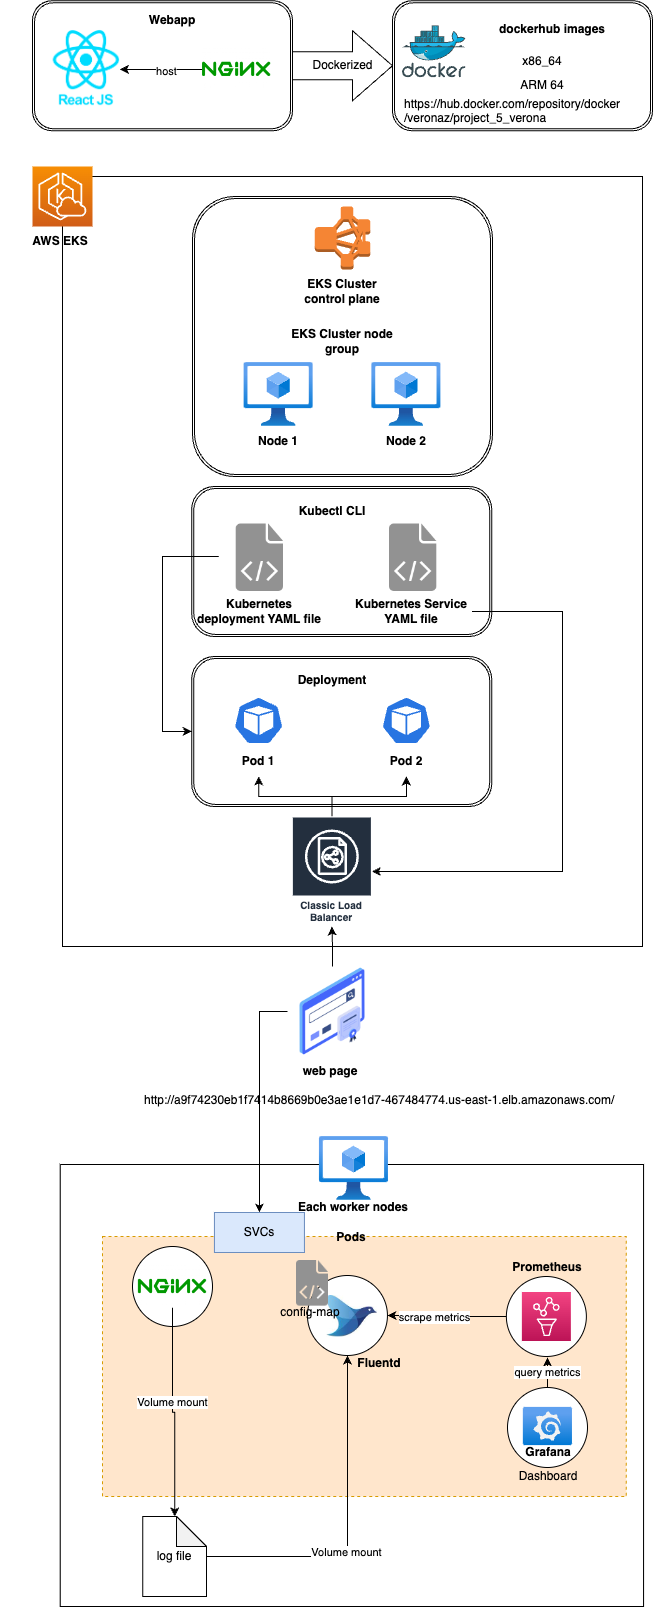 Webapp
React JS
host
NGINX
Dockerized
docker
dockerhub images
x86_64
ARM 64
https://hub.docker.com/repository/docker
/veronaz/project_5_verona
AWS EKS
EKS Cluster
control plane
EKS Cluster node
group
Node 1
Node 2
Kubectl CLI
Kubernetes
deployment YAML file
Kubernetes Service
YAML file
Deployment
Pod 1
Pod 2
Classic Load
Balancer
web page
http://a9f74230eb1f7414b8669b0e3ae1e1d7-467484774.us-east-1.elb.amazonaws.com/
Each worker nodes
SVCs
Pods
NGINX
config-map
Fluentd
scrape metrics
Prometheus
query metrics
Grafana
Dashboard
Volume mount
log file
Volume mount